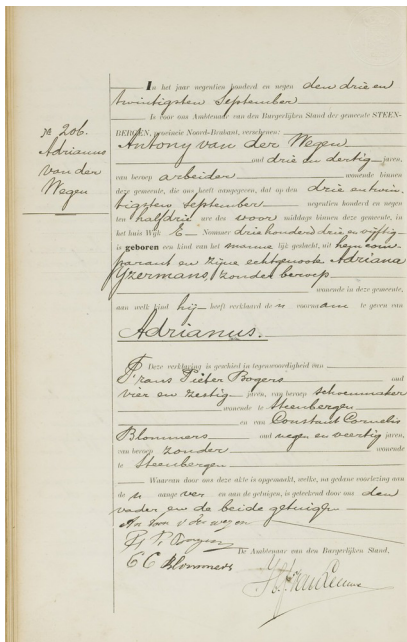 In het jaar negentien honderd en negen den drie en
twintigsten September
is voor ons Ambtenaar van den Burgerlijken Stand der gemeente STEEN-
BERGEN, provincie Noord-Brabant, verschenen:
No 206.
Adrianus
van der
Wegen
Antony van der Wegen
oud drie en dertig jaren,
van beroep arbeider wonende binnen
deze gemeente, die ons heeft aangegeven, dat op den drie en twin-
tigsten September negentien honderd en negen
ten half drie ure des voor middags binnen deze gemeente, in
het huis Wijk E Nommer drie honderd drie en vijftig
is geboren een kind van het manne lijk geslacht, uit hem com-
parant en zijne echtgenoote Adriana
IJzermans, zonder beroep
wonende in deze gemeente,
aan welk kind hij heeft verklaard de n voornaam te geven van
Adrianus.
Deze verklaring is geschied in tegenwoordigheid van
Frans Pieter Bogers oud
vier en zestig jaren, van beroep schoenmaker
wonende te Steenbergen
en van Constant Cornelis
Blommers oud negen en veertig jaren,
van beroep zonder wonende
te Steenbergen
Waarvan door ons deze akte is opgemaakt, welke, na gedane voorlezing aan
de n aange ver en aan de getuigen, is geteekend door ons den
vader en de beide getuigen
v der wegen
Bogers
De Ambtenaar van den Burgerlijken Stand,
C C Blommers